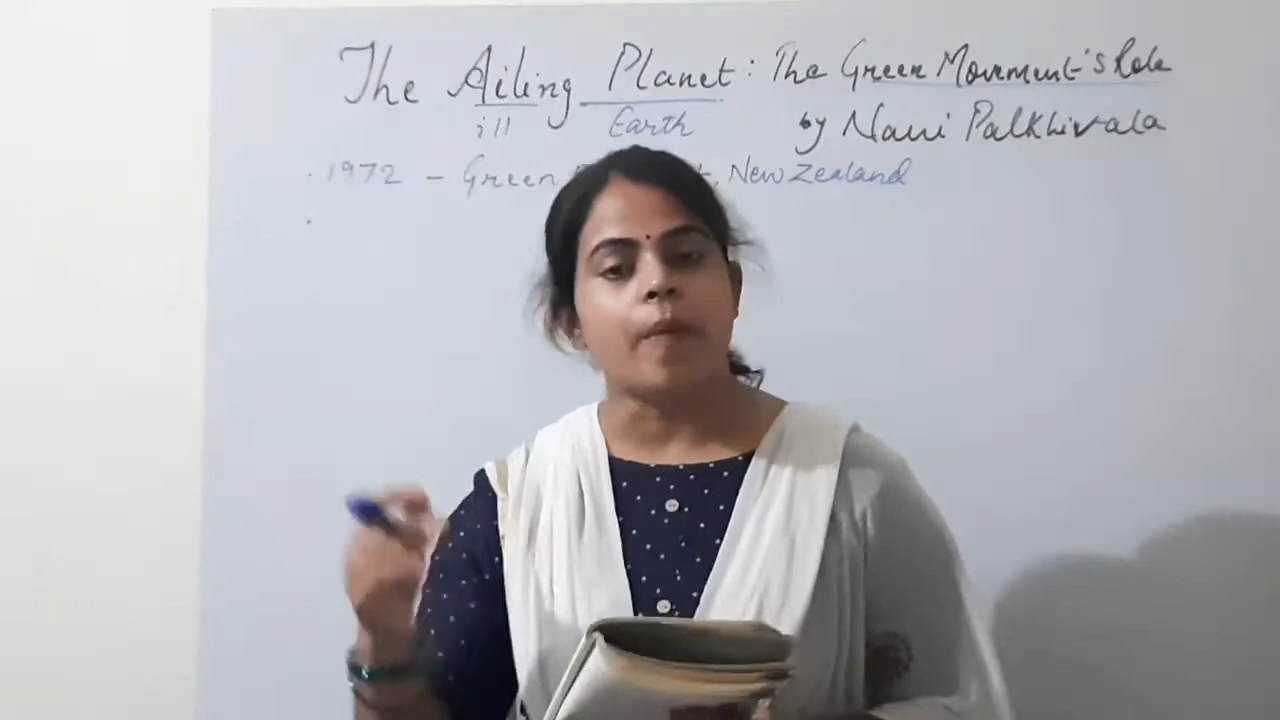 The Ailing Planet: The Green Movement's Role
ill Earth by Nani Palkhivala
. 1972 - Green t, New Zealand
.